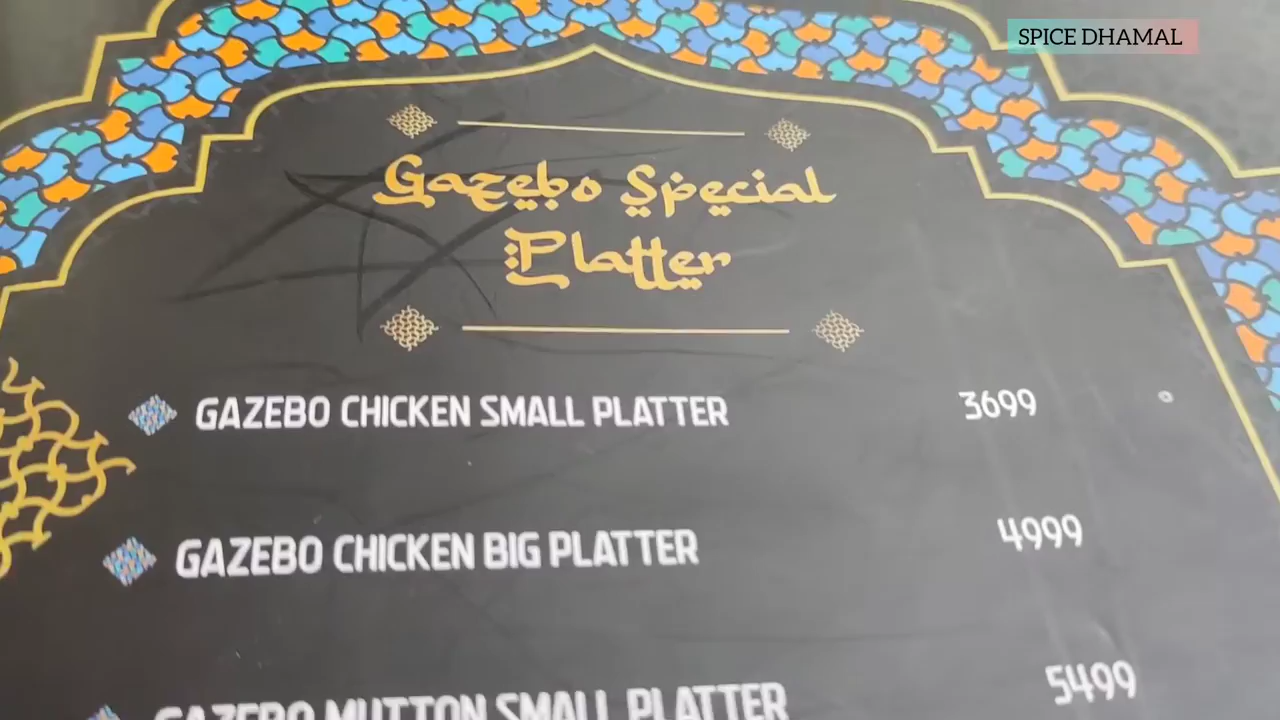 SPICE DHAMAL
Gazebo Special
Platter
GAZEBO CHICKEN SMALL PLATTER 3699
GAZEBO CHICKEN BIG PLATTER 4999
GAZEBO MUTTON SMALL PLATTER 5499